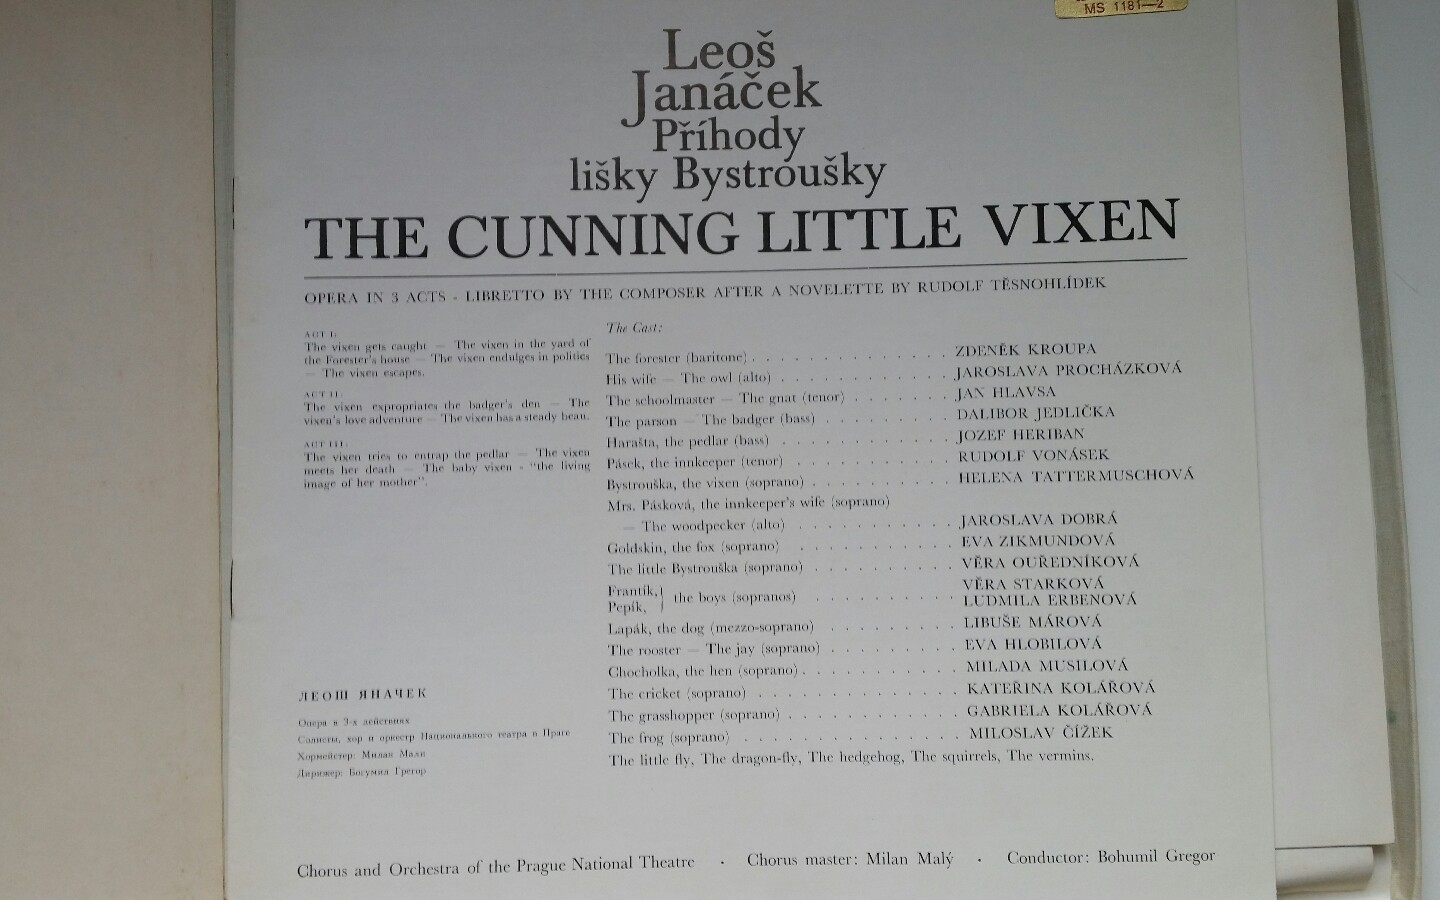 MS 1181—2
Leoš
Janáček
Příhody
lišky Bystroušky
THE CUNNING LITTLE VIXEN
OPERA IN 3 ACTS - LIBRETTO BY THE COMPOSER AFTER A NOVELETTE BY RUDOLF TĚSNOHLÍDEK
ACT I:
The vixen gets caught — The vixen in the yard of
the Forester's house — The vixen endulges in politics
— The vixen escapes.
ACT II:
The vixen expropriates the badger's den — The
vixen's love adventure — The vixen has a steady beau.
ACT III:
The vixen tries to entrap the pedlar — The vixen
meets her death — The baby vixen - "the living
image of her mother".
The Cast:
The forester (baritone) . . . . . . . . . . . . ZDENĚK KROUPA
His wife — The owl (alto) . . . . . . . . . . . JAROSLAVA PROCHÁZKOVÁ
The schoolmaster — The gnat (tenor) . . . . . . . JAN HLAVSA
The parson — The badger (bass) . . . . . . . . DALIBOR JEDLIČKA
Harašta, the pedlar (bass) . . . . . . . . . . . JOZEF HERIBAN
Pásek, the innkeeper (tenor) . . . . . . . . . . RUDOLF VONÁSEK
Bystrouška, the vixen (soprano) . . . . . . . . . HELENA TATTERMUSCHOVÁ
Mrs. Pásková, the innkeeper's wife (soprano)
— The woodpecker (alto) . . . . . . . . . . JAROSLAVA DOBRÁ
Goldskin, the fox (soprano) . . . . . . . . . . EVA ZIKMUNDOVÁ
The little Bystrouška (soprano) . . . . . . . . . VĚRA OUŘEDNÍKOVÁ
Frantík,
Pepík, } the boys (sopranos) . . . . . . . . . VĚRA STARKOVÁ
LUDMILA ERBENOVÁ
Lapák, the dog (mezzo-soprano) . . . . . . . . LIBUŠE MÁROVÁ
The rooster — The jay (soprano) . . . . . . . . . EVA HLOBILOVÁ
Chocholka, the hen (soprano) . . . . . . . . . . . MILADA MUSILOVÁ
The cricket (soprano) . . . . . . . . . . . . . KATEŘINA KOLÁŘOVÁ
The grasshopper (soprano) . . . . . . . . . . . . GABRIELA KOLÁŘOVÁ
The frog (soprano) . . . . . . . . . . . . . . MILOSLAV ČÍŽEK
The little fly, The dragon-fly, The hedgehog, The squirrels, The vermins.
ЛЕОШ ЯНАЧЕК
Опера в 3-х действиях
Солисты, хор и оркестр Национального театра в Праге
Хормейстер: Милан Малы
Дирижер: Богумил Грегор
Chorus and Orchestra of the Prague National Theatre · Chorus master: Milan Malý · Conductor: Bohumil Gregor